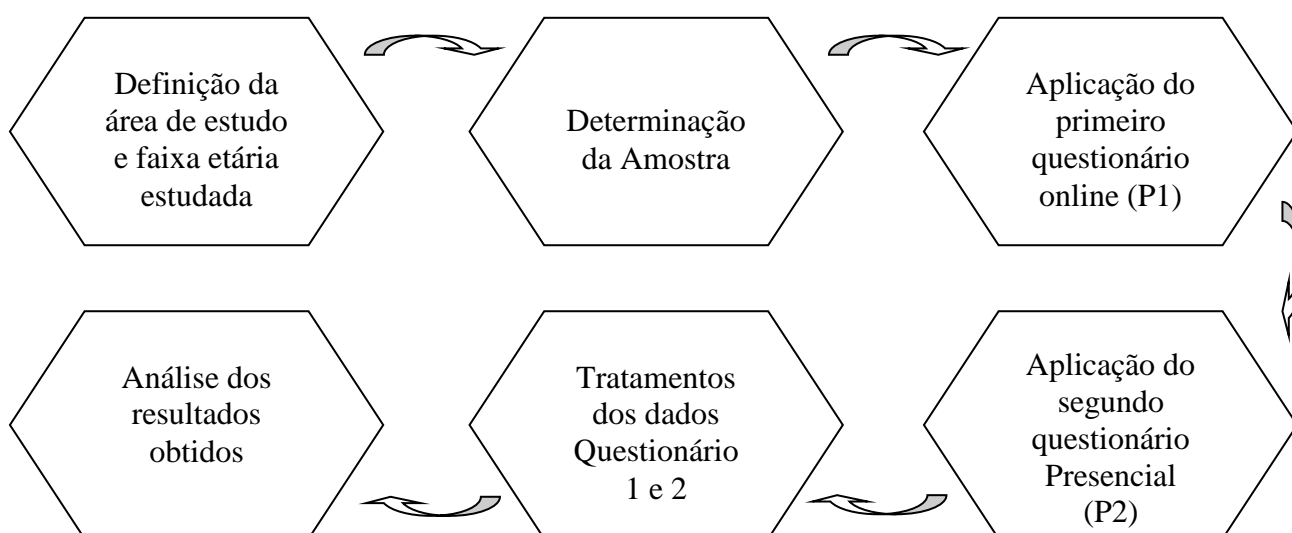 Definição da
área de estudo
e faixa etária
estudada
Determinação
da Amostra
Aplicação do
primeiro
questionário
online (P1)
Análise dos
resultados
obtidos
Tratamentos
dos dados
Questionário
1 e 2
Aplicação do
segundo
questionário
Presencial
(P2)